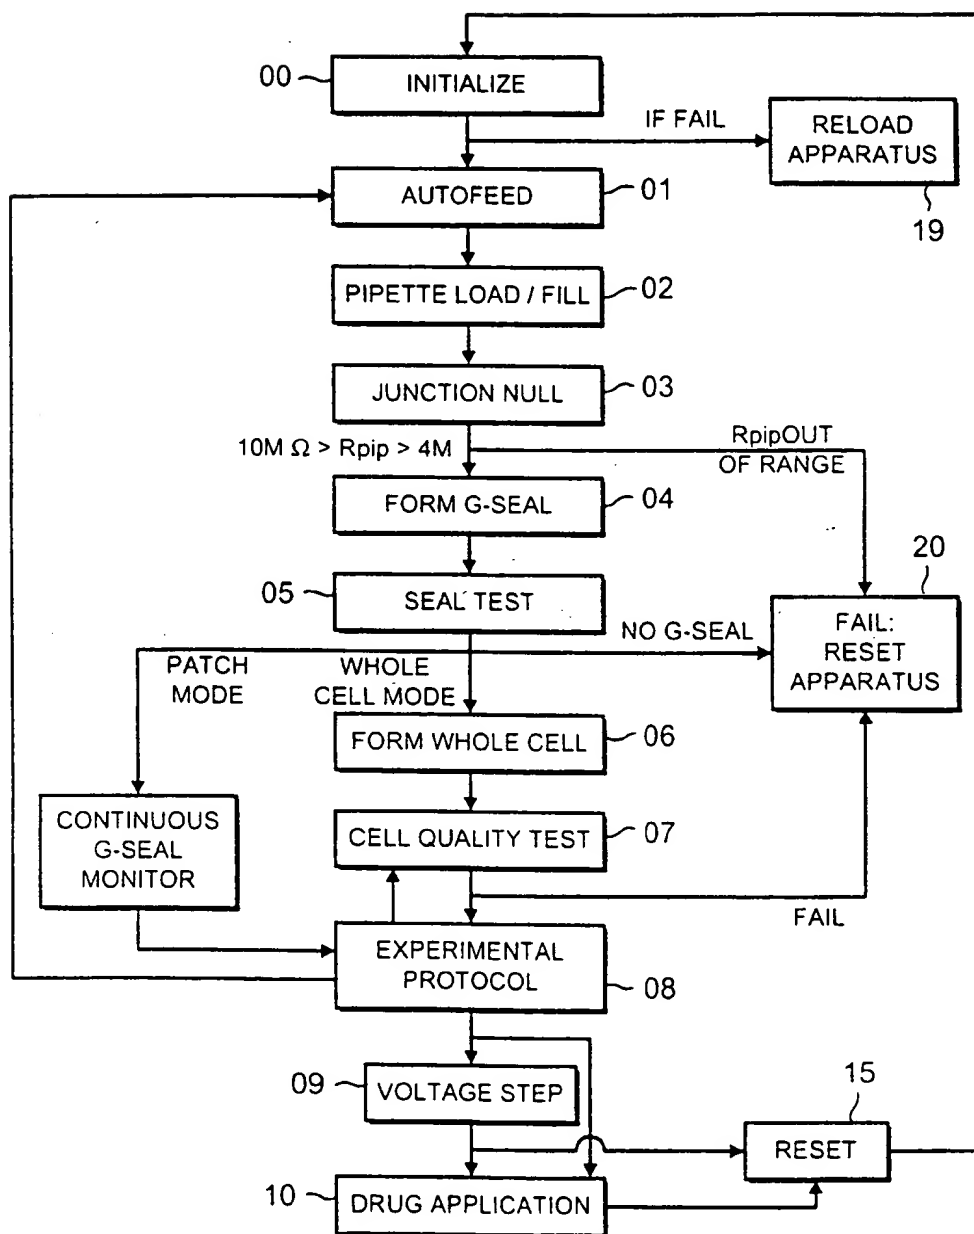 00
INITIALIZE
IF FAIL
RELOAD
APPARATUS
19
AUTOFEED
01
PIPETTE LOAD / FILL
02
JUNCTION NULL
03
10M Ω > Rpip > 4M
RpipOUT
OF RANGE
FORM G-SEAL
04
05
SEAL TEST
20
FAIL:
RESET
APPARATUS
NO G-SEAL
PATCH
MODE
WHOLE
CELL MODE
FORM WHOLE CELL
06
CONTINUOUS
G-SEAL
MONITOR
CELL QUALITY TEST
07
FAIL
EXPERIMENTAL
PROTOCOL
08
09
VOLTAGE STEP
15
RESET
10
DRUG APPLICATION